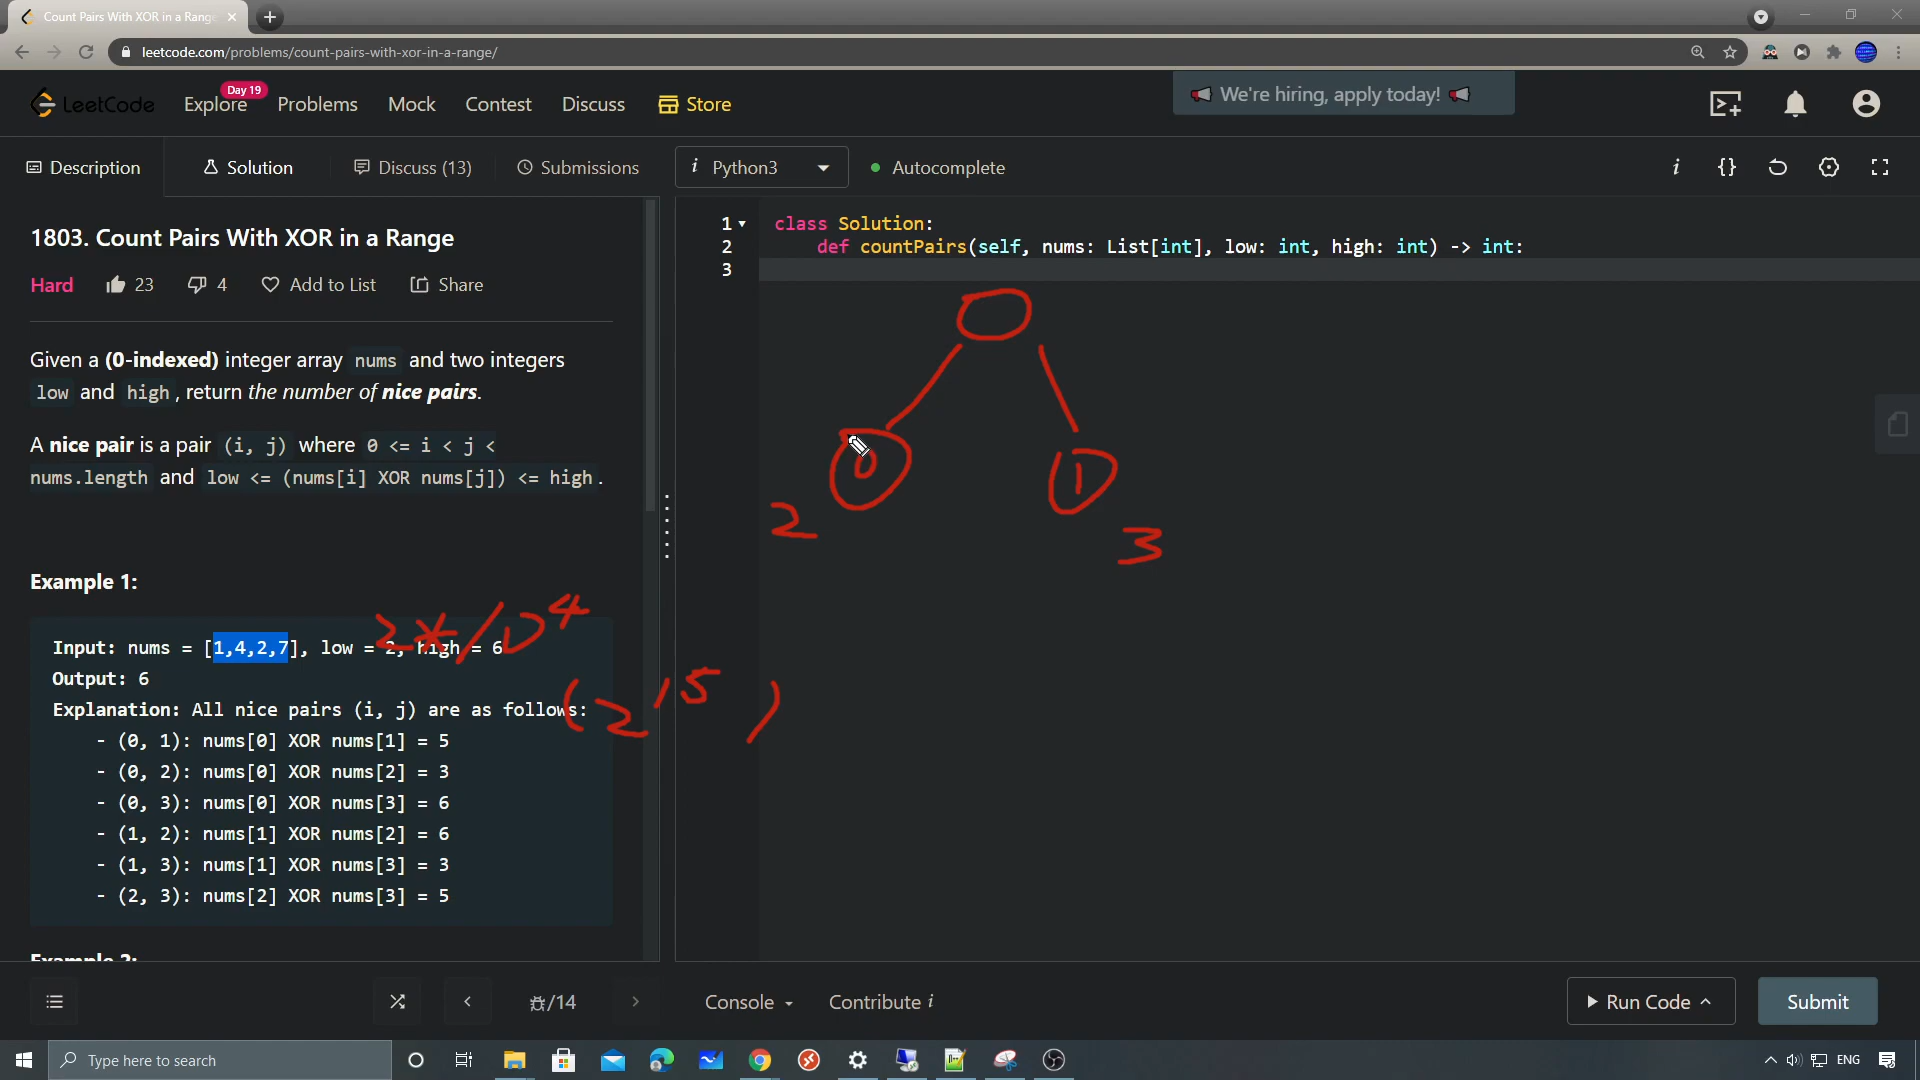 Count Pairs With XOR in a Range
leetcode.com/problems/count-pairs-with-xor-in-a-range/
LeetCode
Explore
Day 19
Problems
Mock
Contest
Discuss
Store
We're hiring, apply today!
Description
Solution
Discuss (13)
Submissions
i Python3
Autocomplete
i {}
1803. Count Pairs With XOR in a Range
Hard 23 4 Add to List Share
Given a (0-indexed) integer array nums and two integers
low and high, return the number of nice pairs.
A nice pair is a pair (i, j) where 0 <= i < j <
nums.length and low <= (nums[i] XOR nums[j]) <= high.
Example 1:
Input: nums = [1,4,2,7], low = 2, high = 6
Output: 6
Explanation: All nice pairs (i, j) are as follows:
- (0, 1): nums[0] XOR nums[1] = 5
- (0, 2): nums[0] XOR nums[2] = 3
- (0, 3): nums[0] XOR nums[3] = 6
- (1, 2): nums[1] XOR nums[2] = 6
- (1, 3): nums[1] XOR nums[3] = 3
- (2, 3): nums[2] XOR nums[3] = 5
Example 2:
2*10^4
(2^15 )
1 class Solution:
2 def countPairs(self, nums: List[int], low: int, high: int) -> int:
3
0 1
2 3
/14
Console
Contribute i
Run Code
Submit
Type here to search
ENG